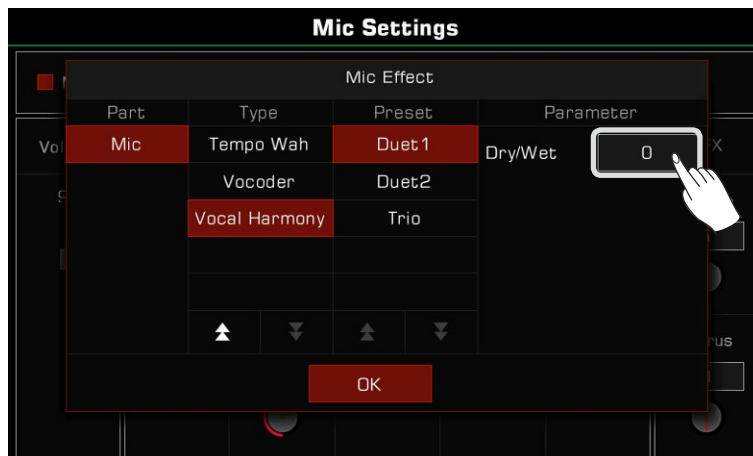 Mic Settings
Mic Effect
Part Type Preset Parameter
Vol
Mic Tempo Wah Duet1 Dry/Wet 0
Vocoder Duet2
Vocal Harmony Trio
OK